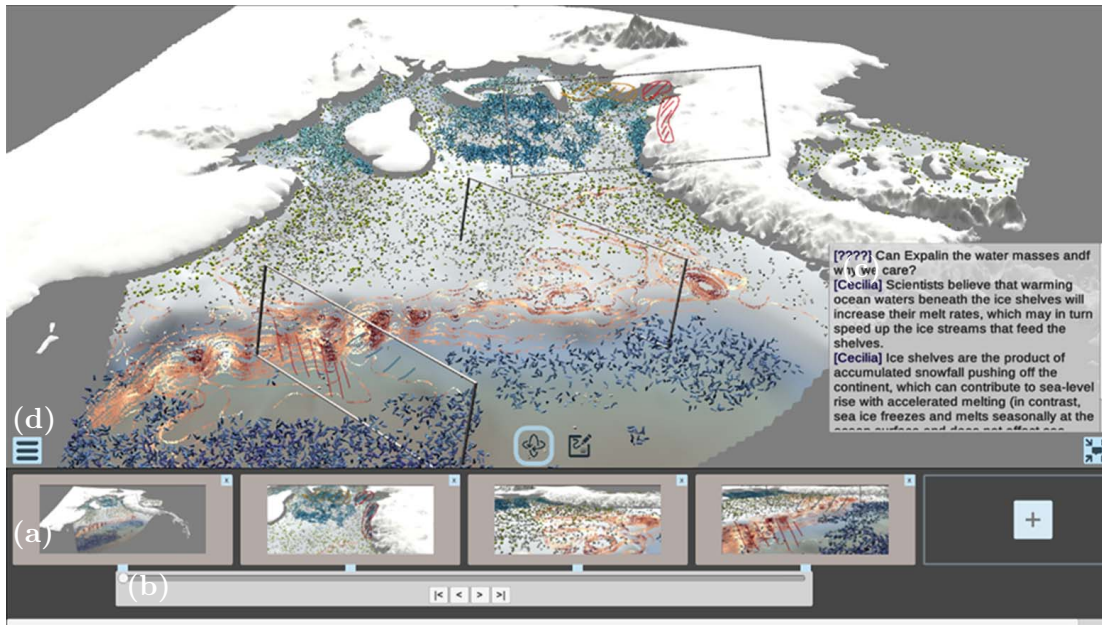 [????] Can Expalin the water masses andf
why we care?
(c)
[Cecilia] Scientists believe that warming
ocean waters beneath the ice shelves will
increase their melt rates, which may in turn
speed up the ice streams that feed the
shelves.
[Cecilia] Ice shelves are the product of
accumulated snowfall pushing off the
continent, which can contribute to sea-level
rise with accelerated melting (in contrast,
sea ice freezes and melts seasonally at the
(d)
x x x x
(a)
+
(b)
|< < > >|